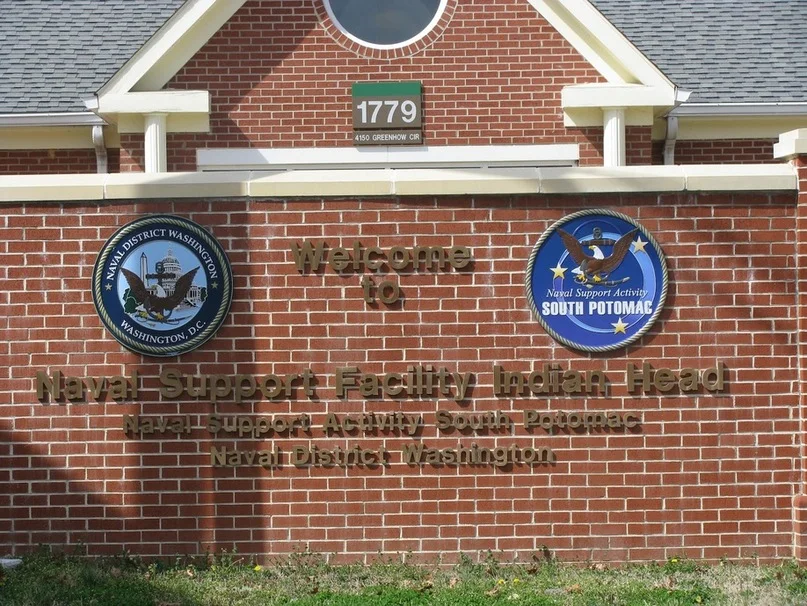 1779
4150 GREENHOW CIR
NAVAL DISTRICT WASHINGTON
WASHINGTON, D.C.
Welcome
to
Naval Support Activity
SOUTH POTOMAC
Naval Support Facility Indian Head
Naval Support Activity South Potomac
Naval District Washington